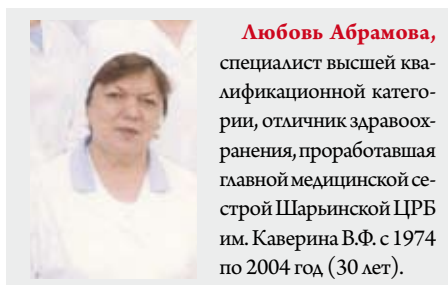 Любовь Абрамова,
специалист высшей ква-
лификационной катего-
рии, отличник здравоох-
ранения, проработавшая
главной медицинской се-
строй Шарьинской ЦРБ
им. Каверина В.Ф. с 1974
по 2004 год (30 лет).